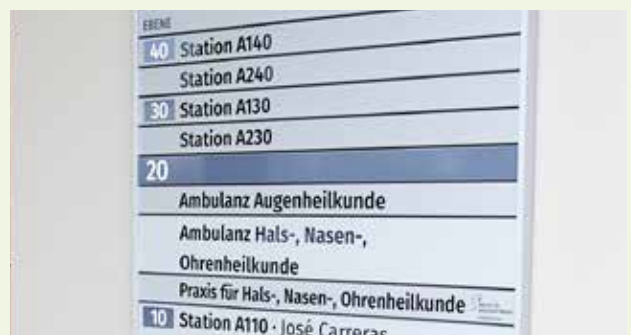 EBENE
40 Station A140
Station A240
30 Station A130
Station A230
20
Ambulanz Augenheilkunde
Ambulanz Hals-, Nasen-,
Ohrenheilkunde
Praxis für Hals-, Nasen-, Ohrenheilkunde
10 Station A110 · José Carreras